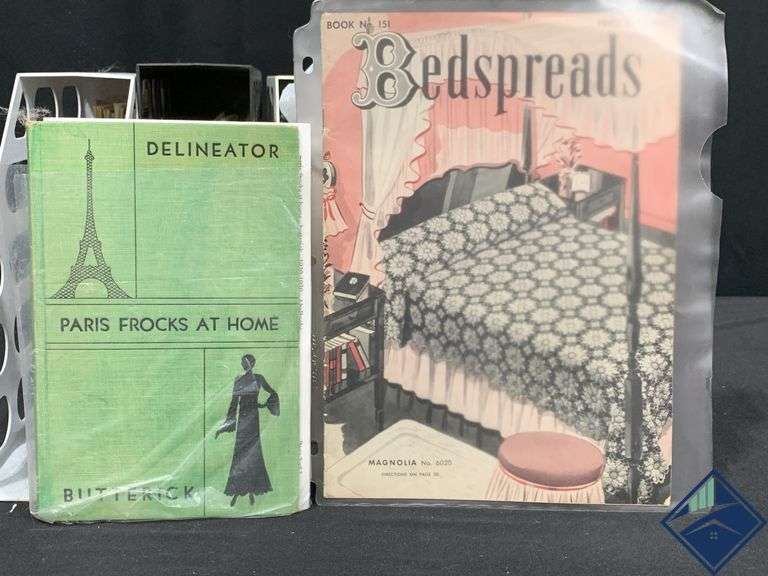 DELINEATOR
PARIS FROCKS AT HOME
BUTTERICK
BOOK No. 151
Bedspreads
MAGNOLIA No. 6020
DIRECTIONS ON PAGE 20